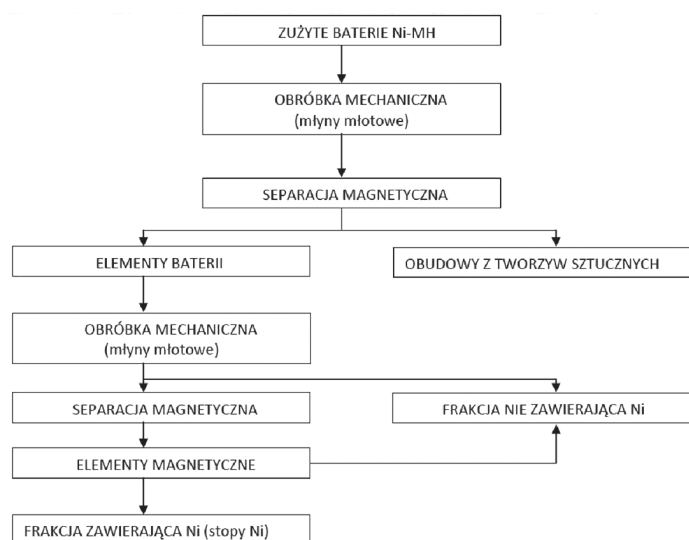 ZUŻYTE BATERIE Ni-MH
OBRÓBKA MECHANICZNA
(młyny młotowe)
SEPARACJA MAGNETYCZNA
ELEMENTY BATERII
OBUDOWY Z TWORZYW SZTUCZNYCH
OBRÓBKA MECHANICZNA
(młyny młotowe)
SEPARACJA MAGNETYCZNA
FRAKCJA NIE ZAWIERAJĄCA Ni
ELEMENTY MAGNETYCZNE
FRAKCJA ZAWIERAJĄCA Ni (stopy Ni)